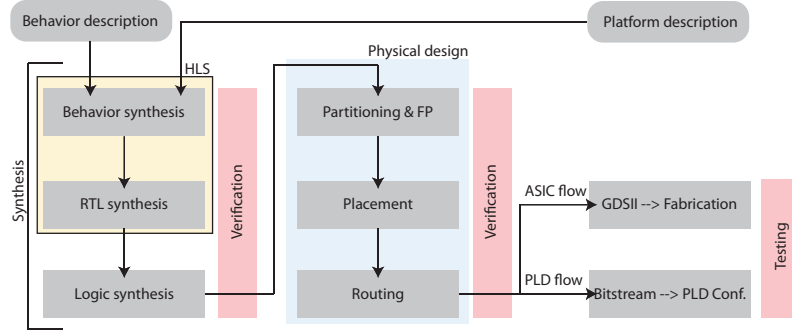 Behavior description
Platform description
Physical design
HLS
Behavior synthesis
Partitioning & FP
Synthesis
Verification
Verification
RTL synthesis
Placement
ASIC flow
GDSII --> Fabrication
Testing
Logic synthesis
Routing
PLD flow
Bitstream --> PLD Conf.